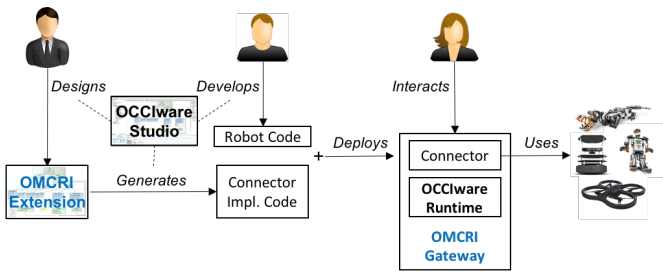 Designs
Develops
Interacts
OCCIware
Studio
Robot Code
+
Deploys
Uses
Connector
OMCRI
Extension
Generates
Connector
Impl. Code
OCCIware
Runtime
OMCRI
Gateway